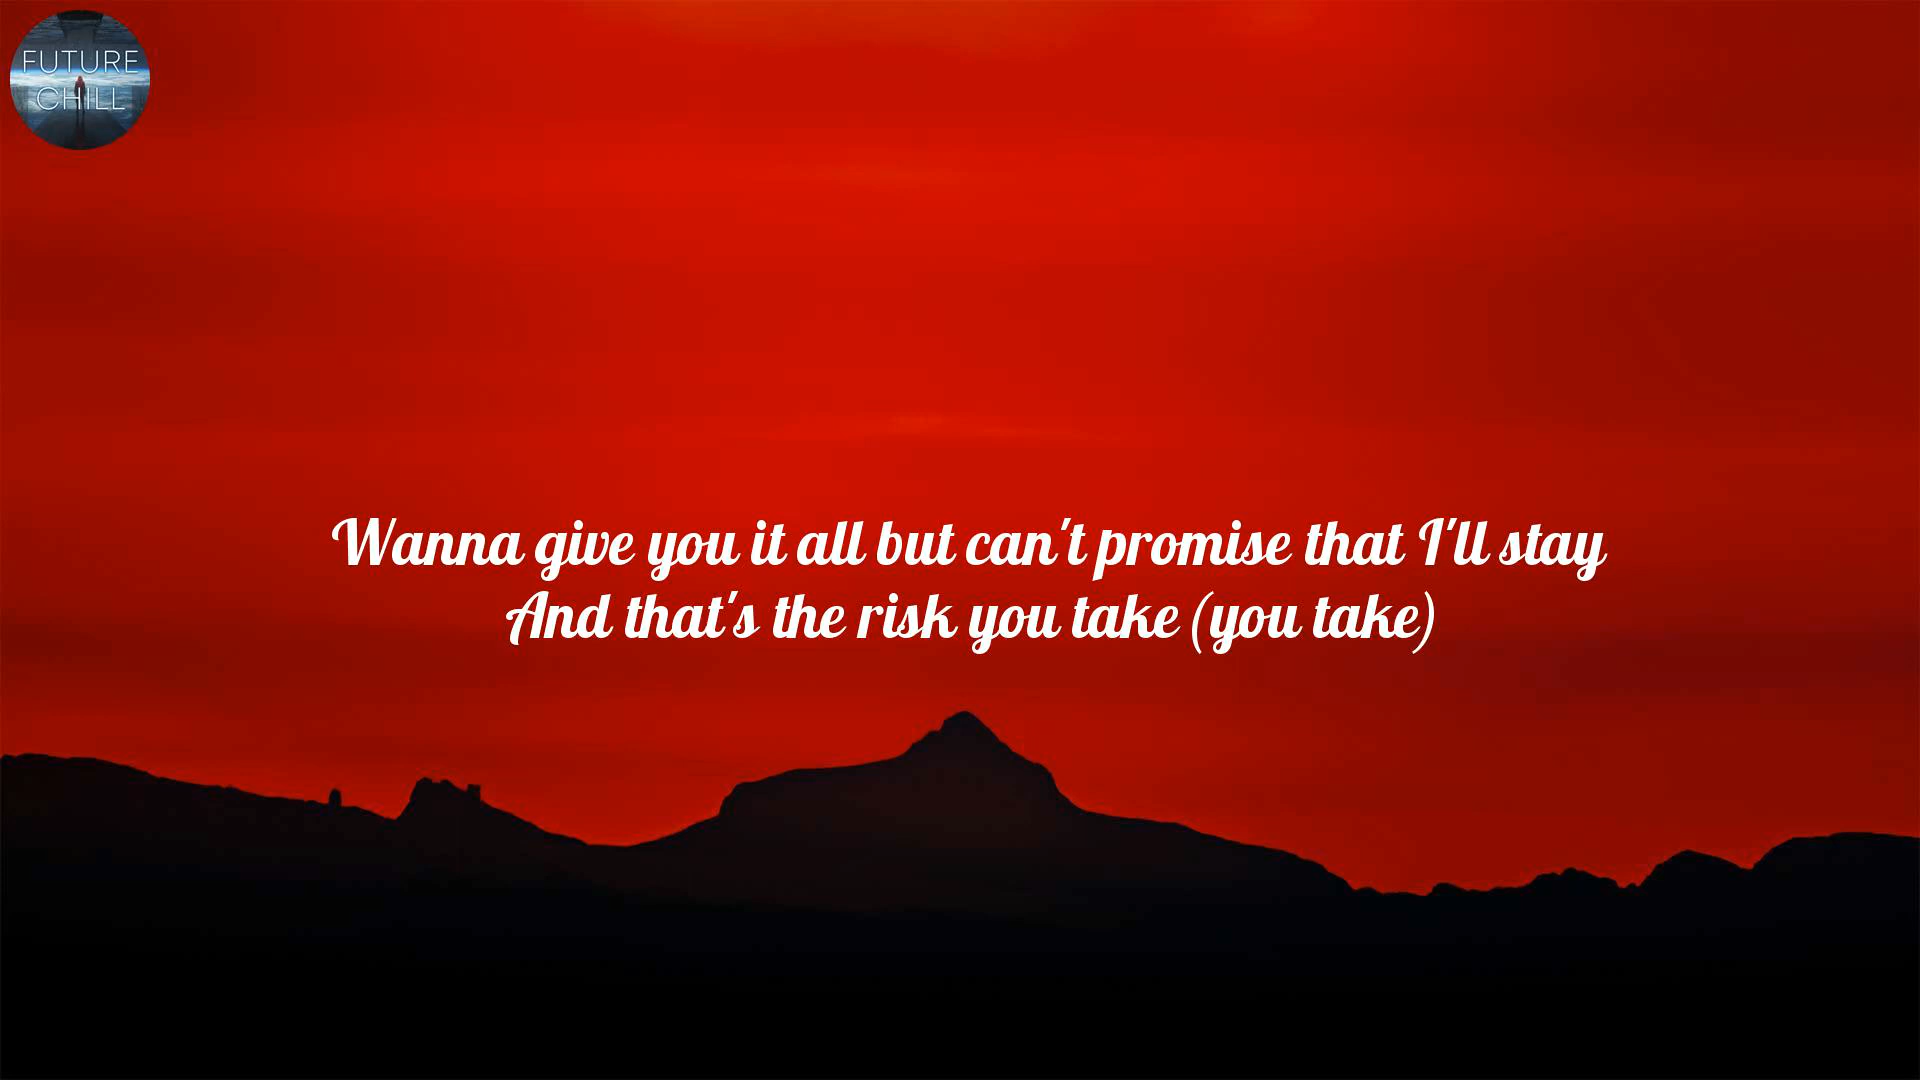 FUTURE
CHILL
Wanna give you it all but can't promise that I'll stay
And that's the risk you take (you take)